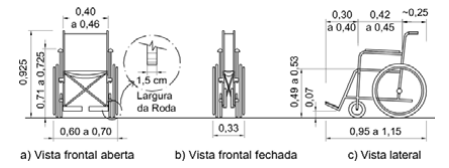 0,40
a 0,46
0,925
0,71 a 0,725
1,5 cm
Largura
da Roda
0,60 a 0,70
0,33
0,30
a 0,40
0,42
a 0,45
~0,25
0,49 a 0,53
0,07
0,95 a 1,15
a) Vista frontal aberta
b) Vista frontal fechada
c) Vista lateral